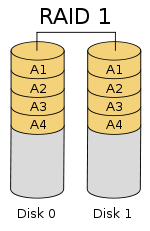 RAID 1
A1 A1
A2 A2
A3 A3
A4 A4
Disk 0 Disk 1